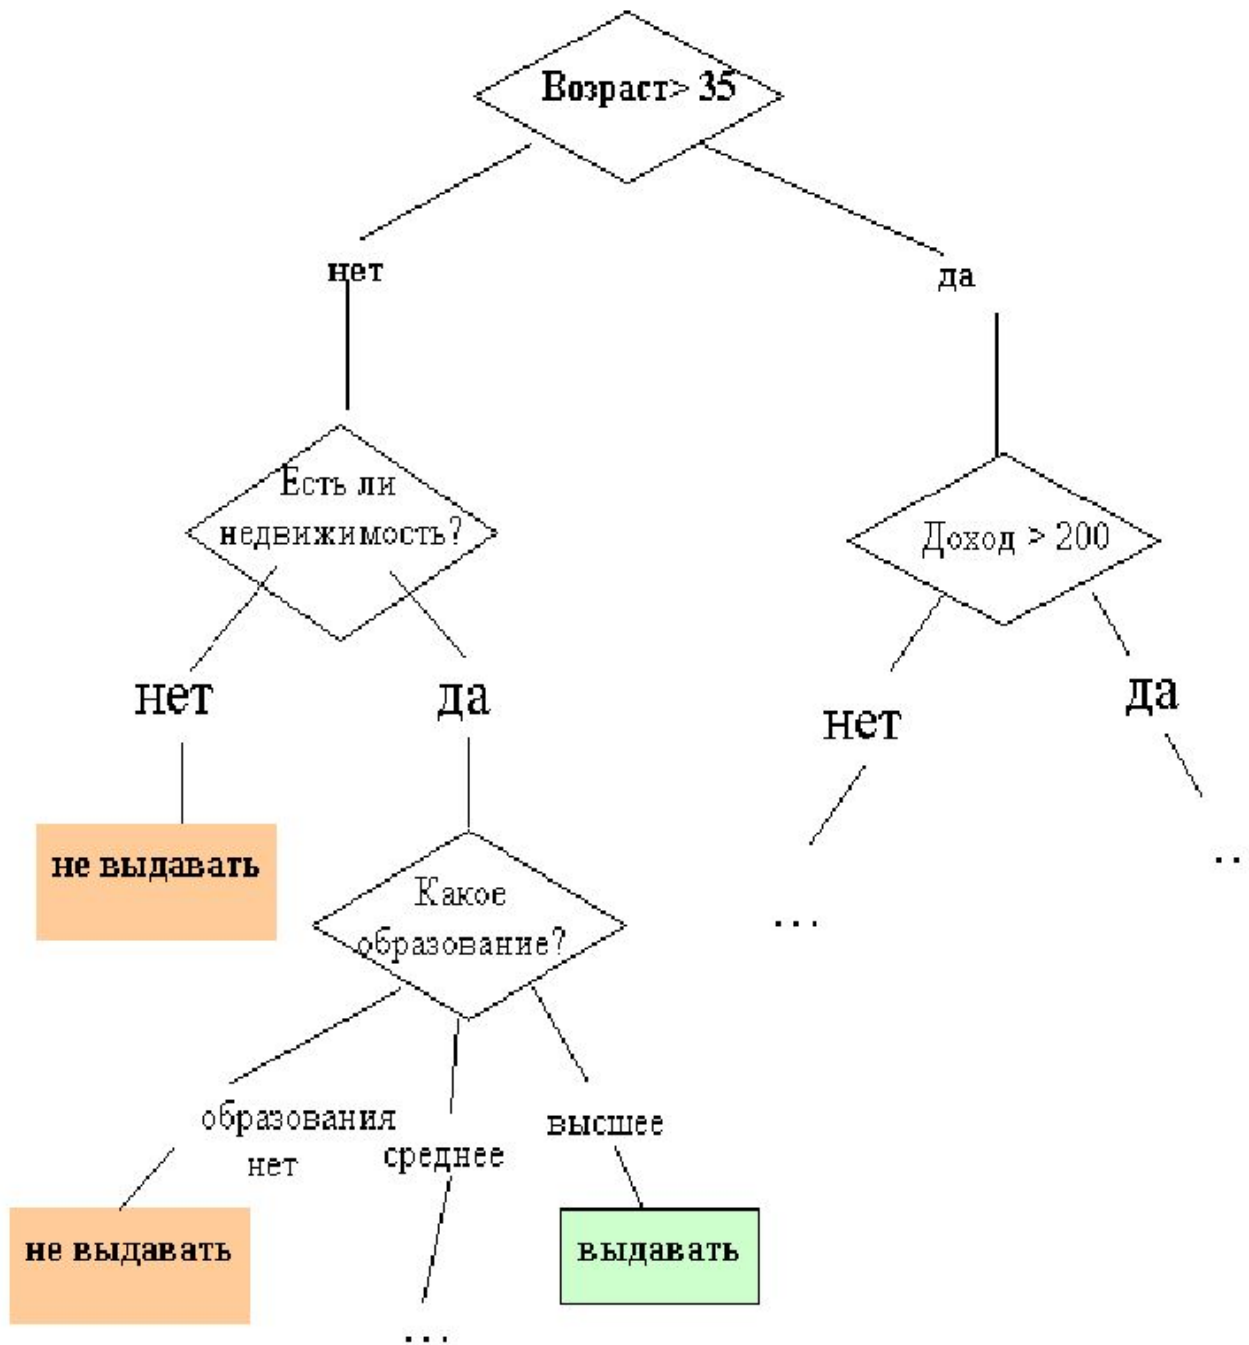 Возраст> 35
нет
да
Есть ли
недвижимость?
Доход > 200
нет
да
нет
да
не выдавать
..
Какое
образование?
...
образования
нет
среднее
высшее
не выдавать
выдавать
...